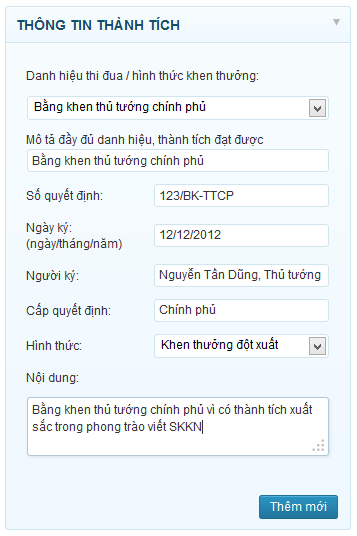 THÔNG TIN THÀNH TÍCH
Danh hiệu thi đua / hình thức khen thưởng:
Bằng khen thủ tướng chính phủ
Mô tả đầy đủ danh hiệu, thành tích đạt được
Bằng khen thủ tướng chính phủ
Số quyết định:
123/BK-TTCP
Ngày ký:
(ngày/tháng/năm)
12/12/2012
Người ký:
Nguyễn Tấn Dũng, Thủ tướng
Cấp quyết định:
Chính phủ
Hình thức:
Khen thưởng đột xuất
Nội dung:
Bằng khen thủ tướng chính phủ vì có thành tích xuất
sắc trong phong trào viết SKKN
Thêm mới